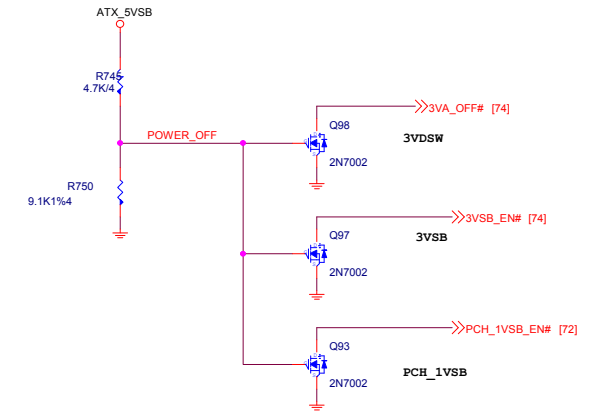 ATX_5VSB
R745
4.7K/4
3VA_OFF# [74]
Q98
3VDSW
POWER_OFF
2N7002
R750
9.1K1%4
3VSB_EN# [74]
Q97
3VSB
2N7002
PCH_1VSB_EN# [72]
Q93
PCH_1VSB
2N7002